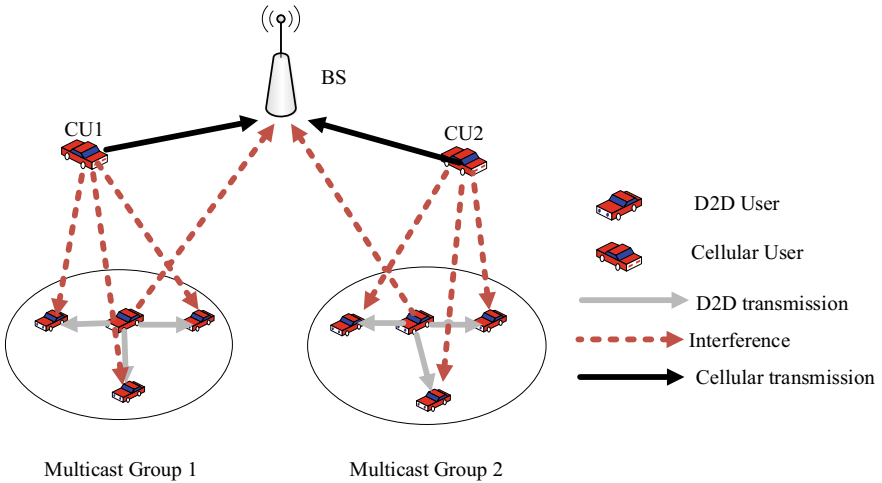 BS
CU1
CU2
D2D User
Cellular User
D2D transmission
Interference
Cellular transmission
Multicast Group 1
Multicast Group 2